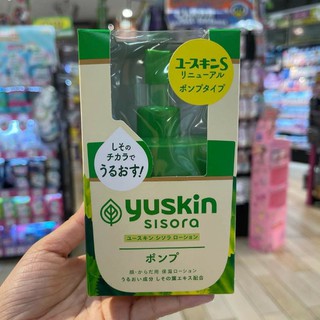 ユースキンS
リニューアル
ポンプタイプ
しその
チカラで
うるおす!
yuskin
sisora
ユースキン シソラ ローション
ポンプ
顔・からだ用 保湿ローション
うるおい成分 しその葉エキス配合